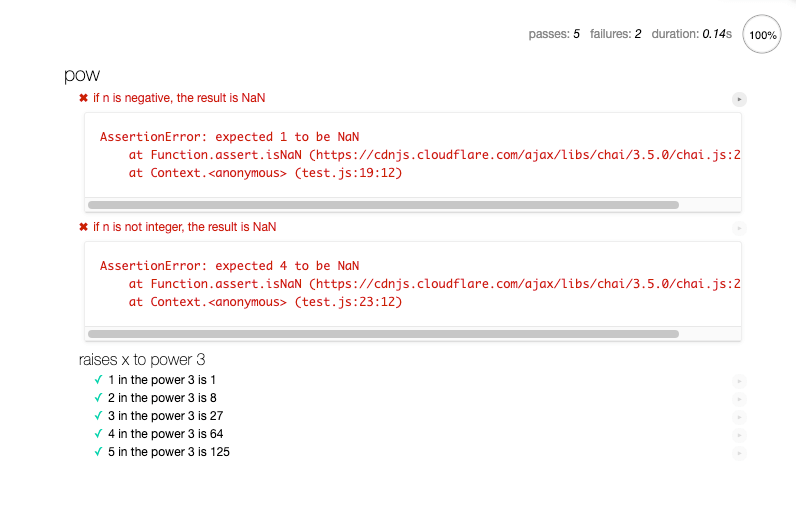 passes: 5 failures: 2 duration: 0.14s 100%
pow
✖ if n is negative, the result is NaN
AssertionError: expected 1 to be NaN
at Function.assert.isNaN (https://cdnjs.cloudflare.com/ajax/libs/chai/3.5.0/chai.js:2
at Context.<anonymous> (test.js:19:12)
✖ if n is not integer, the result is NaN
AssertionError: expected 4 to be NaN
at Function.assert.isNaN (https://cdnjs.cloudflare.com/ajax/libs/chai/3.5.0/chai.js:2
at Context.<anonymous> (test.js:23:12)
raises x to power 3
✓ 1 in the power 3 is 1
✓ 2 in the power 3 is 8
✓ 3 in the power 3 is 27
✓ 4 in the power 3 is 64
✓ 5 in the power 3 is 125